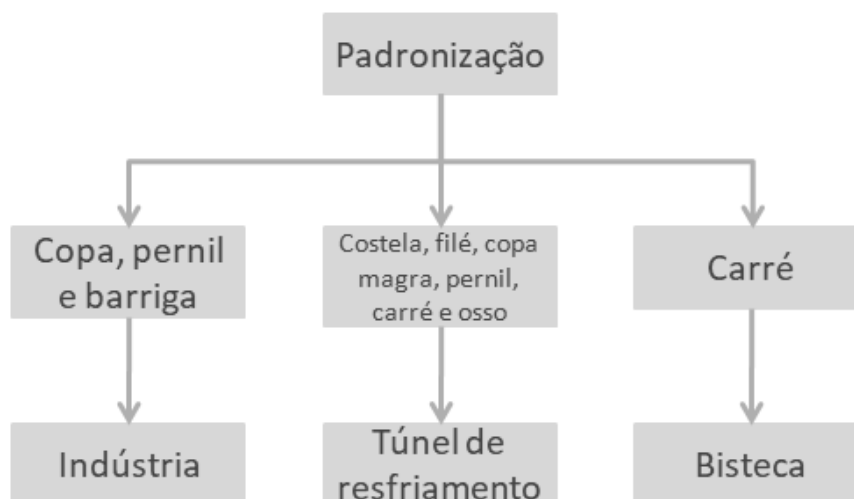 Padronização
Copa, pernil
e barriga
Costela, filé, copa
magra, pernil,
carré e osso
Carré
Indústria
Túnel de
resfriamento
Bisteca